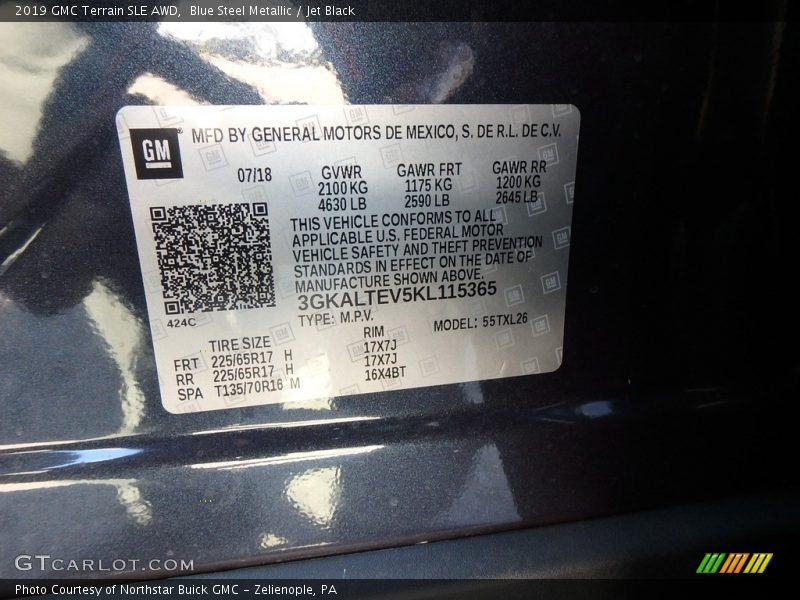 2019 GMC Terrain SLE AWD,  Blue Steel Metallic / Jet Black
GM
MFD BY GENERAL MOTORS DE MEXICO, S. DE R.L. DE C.V.
07/18 GVWR GAWR FRT GAWR RR
2100 KG 1175 KG 1200 KG
4630 LB 2590 LB 2645 LB
THIS VEHICLE CONFORMS TO ALL
APPLICABLE U.S. FEDERAL MOTOR
VEHICLE SAFETY AND THEFT PREVENTION
STANDARDS IN EFFECT ON THE DATE OF
MANUFACTURE SHOWN ABOVE.
3GKALTEV5KL115365
424C
TYPE: M.P.V. MODEL: 55TXL26
TIRE SIZE RIM
FRT 225/65R17 H 17X7J
RR 225/65R17 H 17X7J
SPA T135/70R16 M 16X4BT
GTCARLOT.COM
Photo Courtesy of Northstar Buick GMC - Zelienople, PA